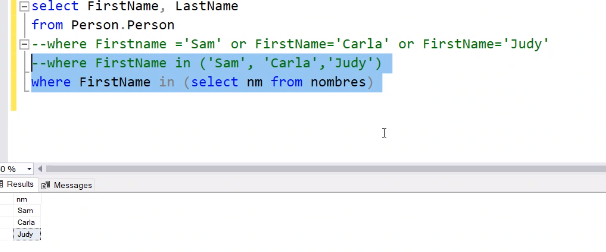 select FirstName, LastName
from Person.Person
--where Firstname ='Sam' or FirstName='Carla' or FirstName='Judy'
--where FirstName in ('Sam', 'Carla','Judy')
where FirstName in (select nm from nombres)
0 %
Results Messages
nm
Sam
Carla
Judy